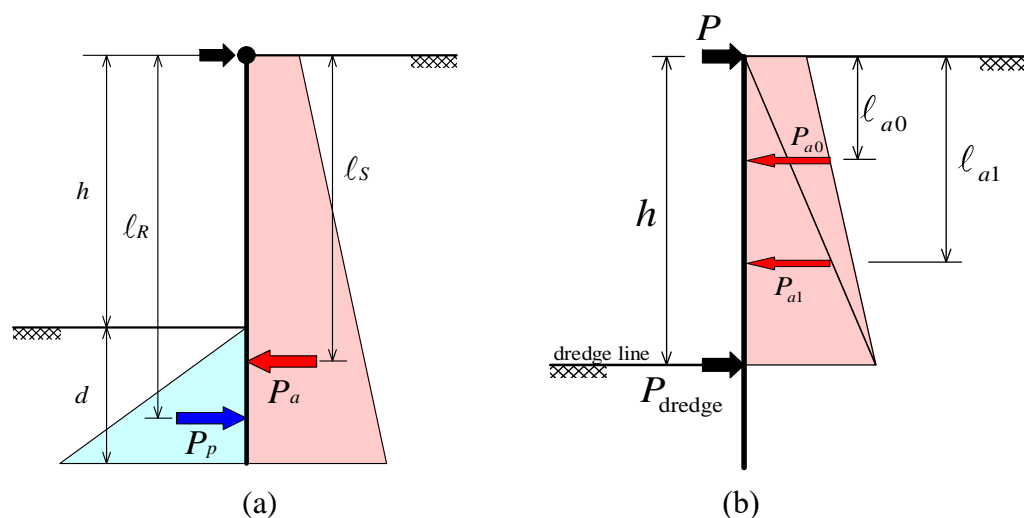 h
d
ℓR
ℓS
Pa
Pp
(a)
P
h
Pa0
Pa1
ℓa0
ℓa1
dredge line
Pdredge
(b)